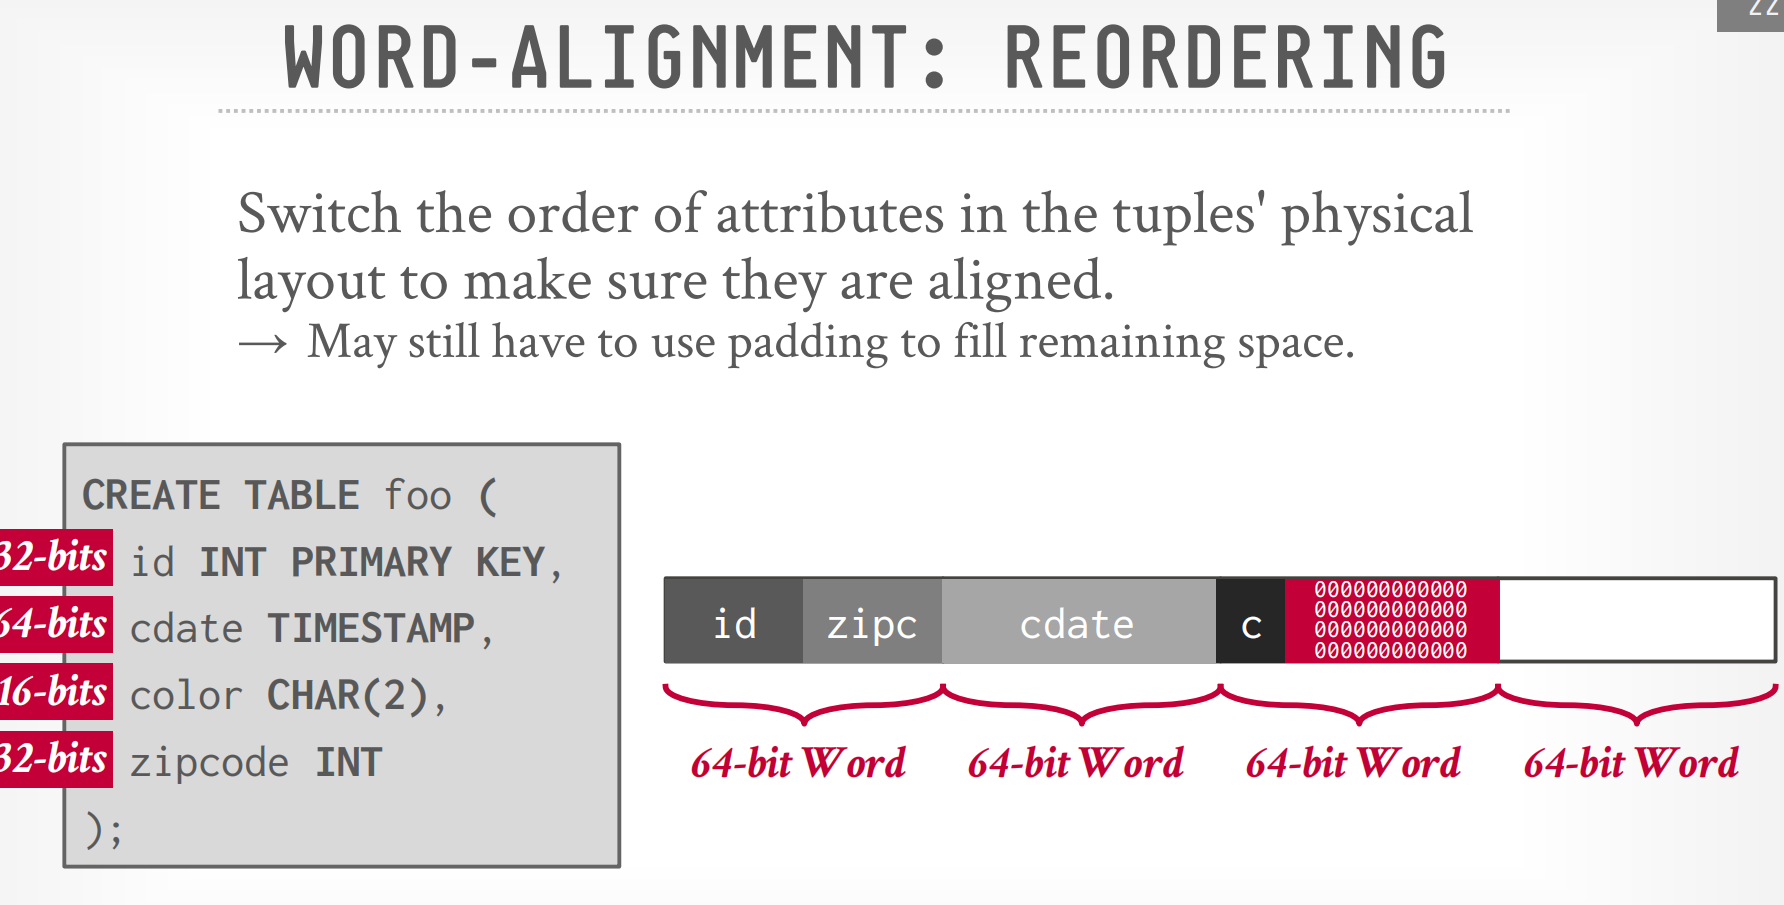 22
WORD-ALIGNMENT: REORDERING
Switch the order of attributes in the tuples' physical
layout to make sure they are aligned.
→ May still have to use padding to fill remaining space.
CREATE TABLE foo (
32-bits id INT PRIMARY KEY,
64-bits cdate TIMESTAMP,
16-bits color CHAR(2),
32-bits zipcode INT
);
id zipc cdate c
000000000000
000000000000
000000000000
000000000000
64-bit Word 64-bit Word 64-bit Word 64-bit Word